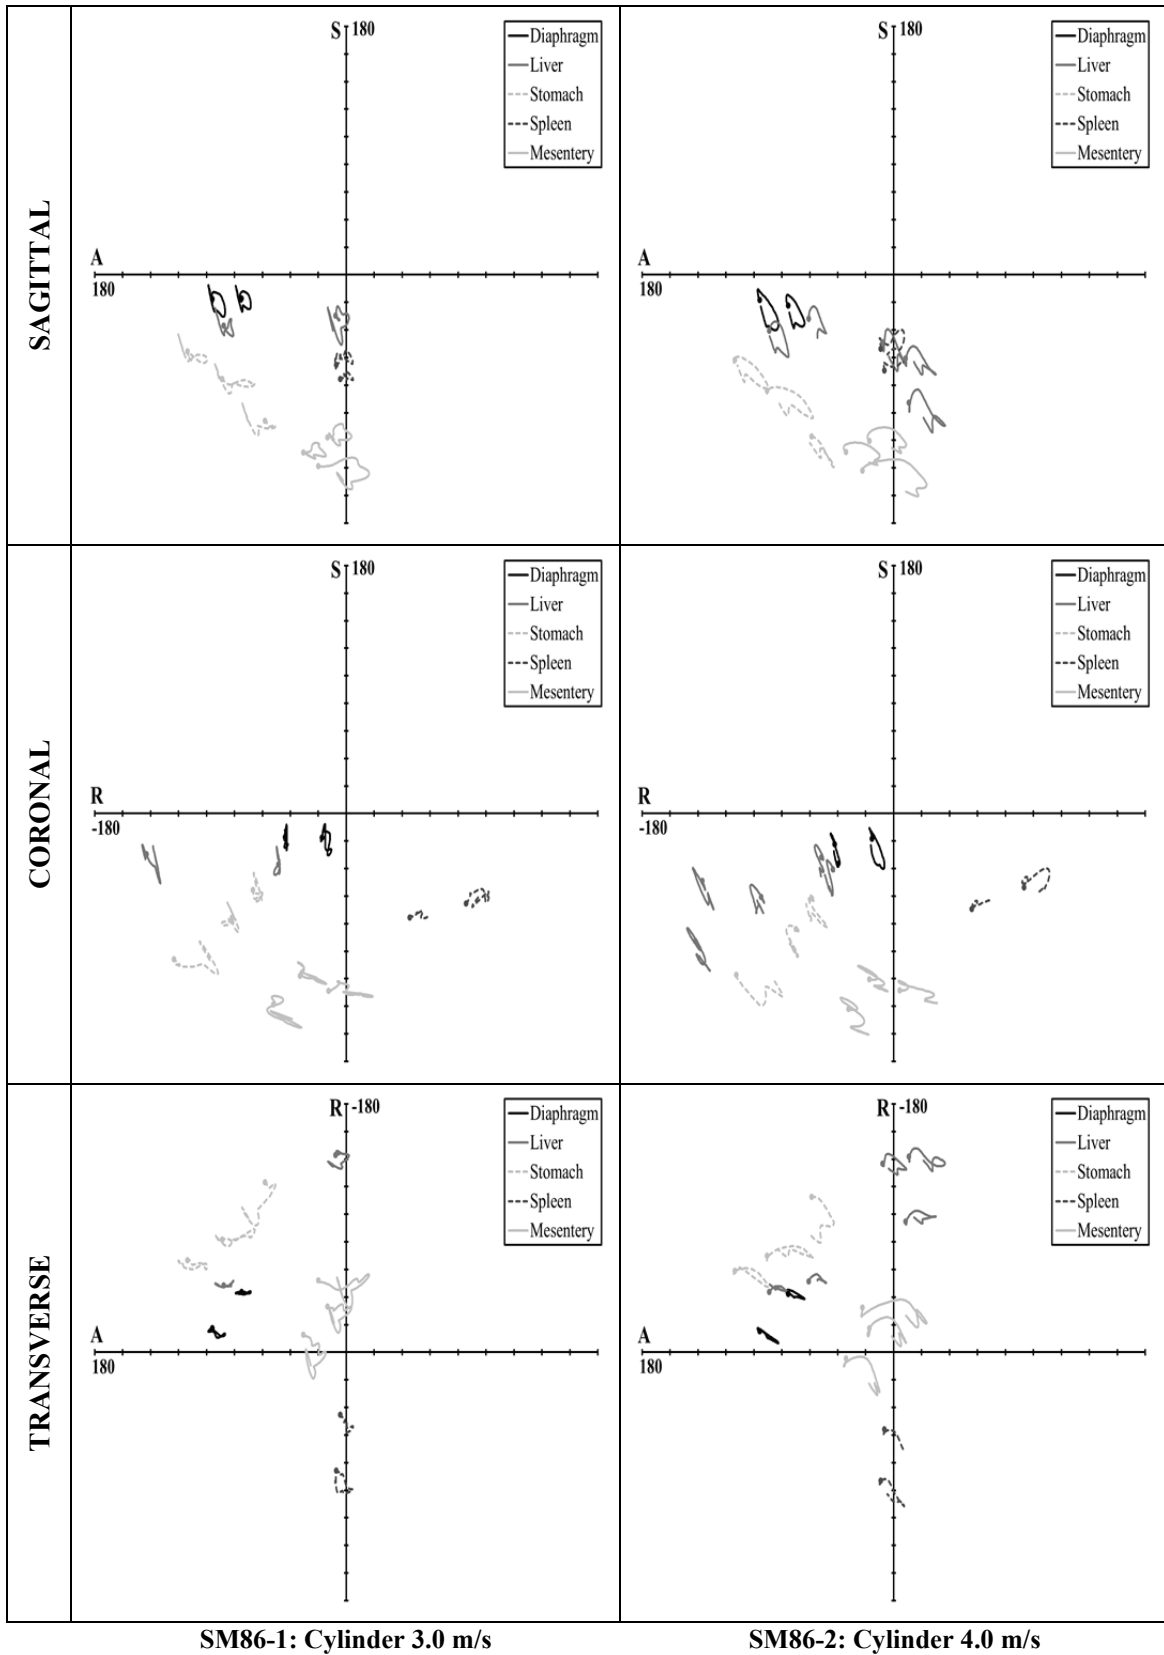 SAGITTAL
S 180
A
180
Diaphragm
Liver
Stomach
Spleen
Mesentery
S 180
A
180
Diaphragm
Liver
Stomach
Spleen
Mesentery
CORONAL
S 180
R
-180
Diaphragm
Liver
Stomach
Spleen
Mesentery
S 180
R
-180
Diaphragm
Liver
Stomach
Spleen
Mesentery
TRANSVERSE
R -180
A
180
Diaphragm
Liver
Stomach
Spleen
Mesentery
R -180
A
180
Diaphragm
Liver
Stomach
Spleen
Mesentery
SM86-1: Cylinder 3.0 m/s
SM86-2: Cylinder 4.0 m/s